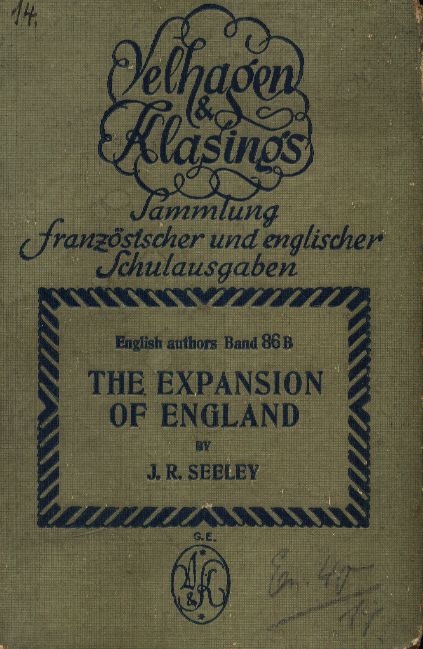 14.
Velhagen
&
Klasings
Sammlung
französischer und englischer
Schulausgaben
English authors Band 86 B
THE EXPANSION
OF ENGLAND
BY
J. R. SEELEY
G.E.
V&K